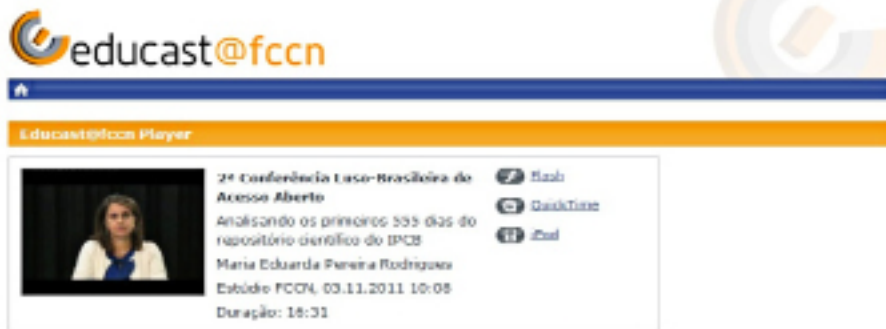 educast@fccn
Educast@fccn Player
2ª Conferência Luso-Brasileira de
Acesso Aberto
Analisando os primeiros 555 dias do
repositório científico do IPCB
Maria Eduarda Pereira Rodrigues
Estúdio FCCN, 03.11.2011 10:08
Duração: 16:31
Flash
QuickTime
iPod